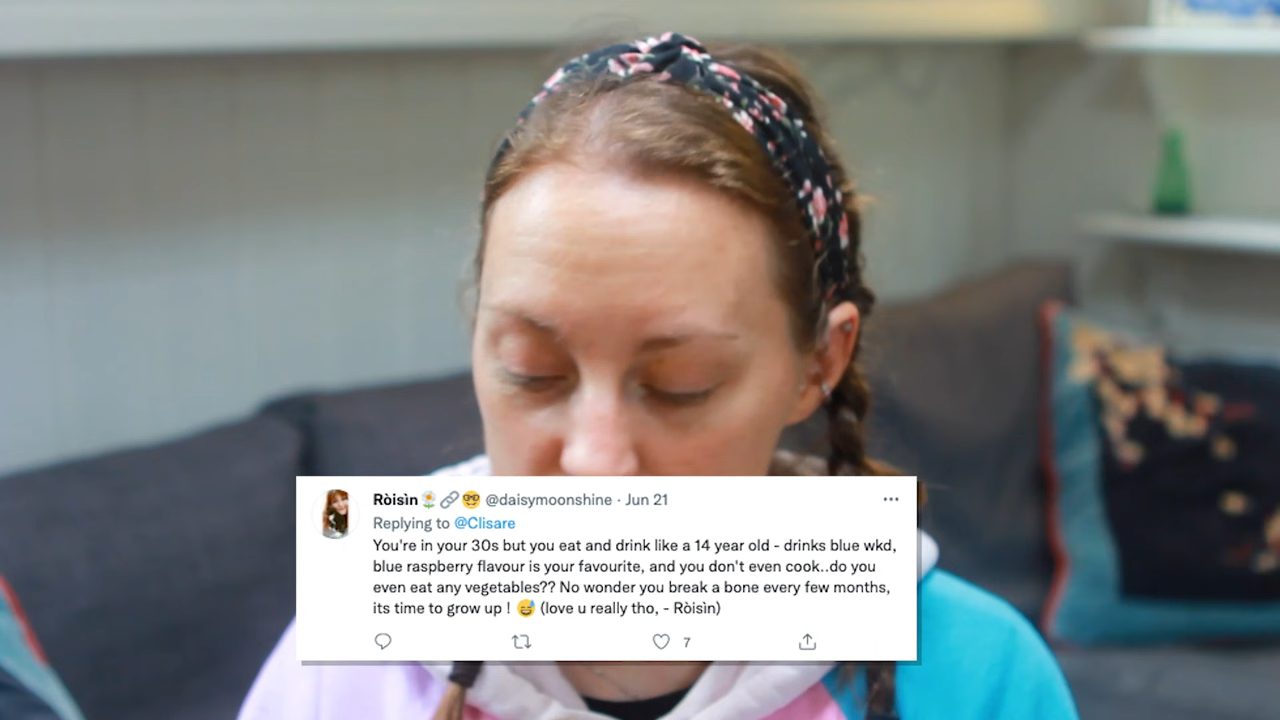 Ròisìn🌼🔗🤓 @daisymoonshine · Jun 21
Replying to @Clisare
You're in your 30s but you eat and drink like a 14 year old - drinks blue wkd,
blue raspberry flavour is your favourite, and you don't even cook..do you
even eat any vegetables?? No wonder you break a bone every few months,
its time to grow up ! 😅 (love u really tho, - Ròisìn)
7